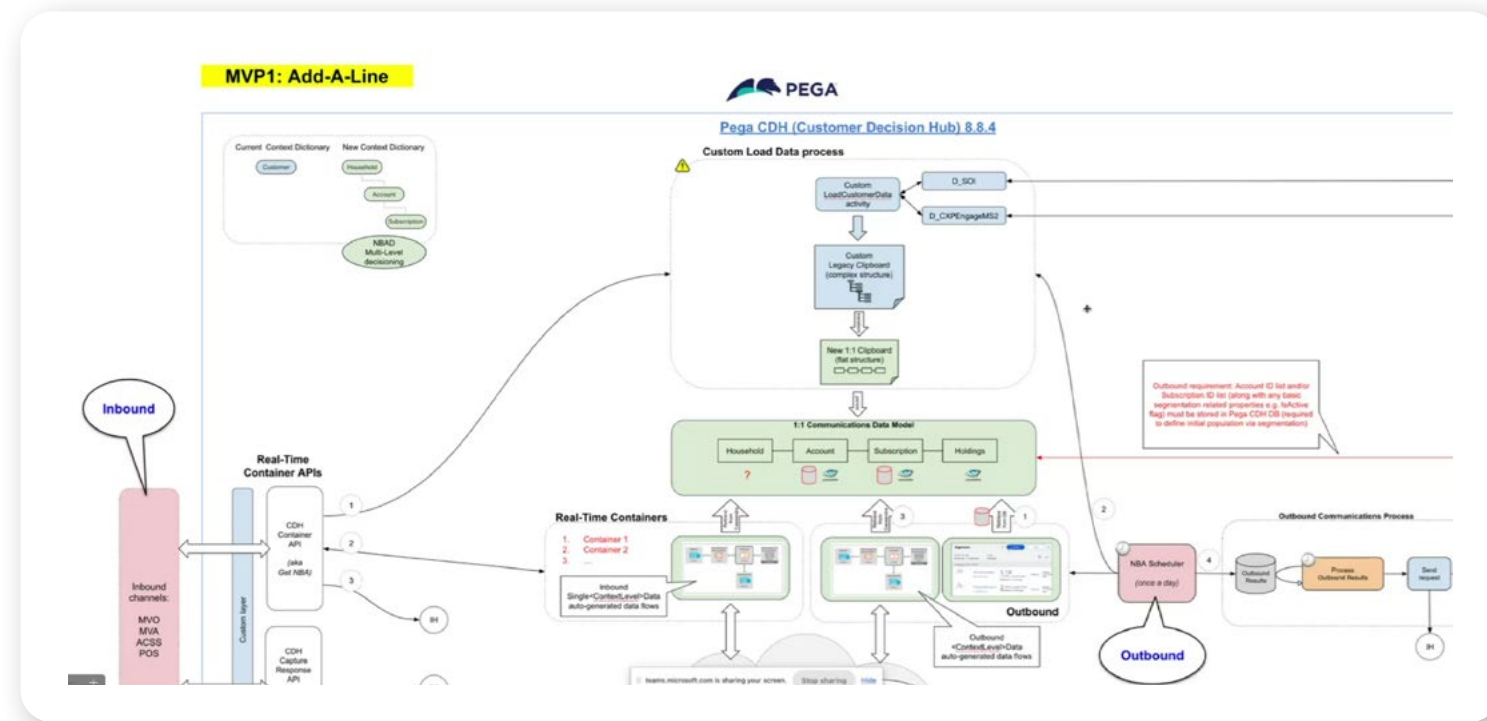 MVP1: Add-A-Line
PEGA
Pega CDH (Customer Decision Hub) 8.8.4
Current Context Dictionary
New Context Dictionary
Customer
Household
Account
Subscription
NBAD
Multi-Level
decisioning
Custom Load Data process
Custom
LoadCustomerData
activity
D_SOI
D_CXPEngageMS2
Custom
Legacy Clipboard
(complex structure)
New 1:1 Clipboard
(flat structure)
1:1 Communications Data Model
Household
Account
Subscription
Holdings
?
Outbound requirement: Account ID list and/or
Subscription ID list (along with any basic
segmentation related properties e.g. IsActive
flag) must be stored in Pega CDH DB (required
to define initial population via segmentation)
Inbound
Real-Time
Container APIs
CDH
Container
API
(aka
Get NBA)
1
2
3
IH
Inbound
channels:
MVO
MVA
ACSS
POS
Custom layer
CDH
Capture
Response
API
Real-Time Containers
1. Container 1
2. Container 2
3. ...
Inbound
Single<ContextLevel>Data
auto-generated data flows
3
1
Outbound
Outbound
<ContextLevel>Data
auto-generated data flows
2
NBA Scheduler
(once a day)
4
Outbound
Outbound Communications Process
Outbound
Results
Process
Outbound Results
Send
request
IH
teams.microsoft.com is sharing your screen.
Stop sharing
Hide